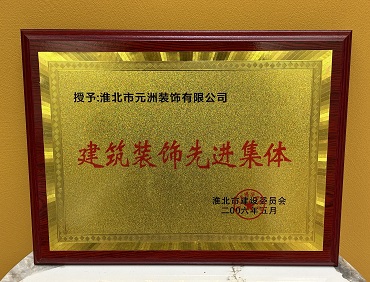 授予:淮北市元洲装饰有限公司
建筑装饰先进集体
淮北市建设委员会
二00六年五月